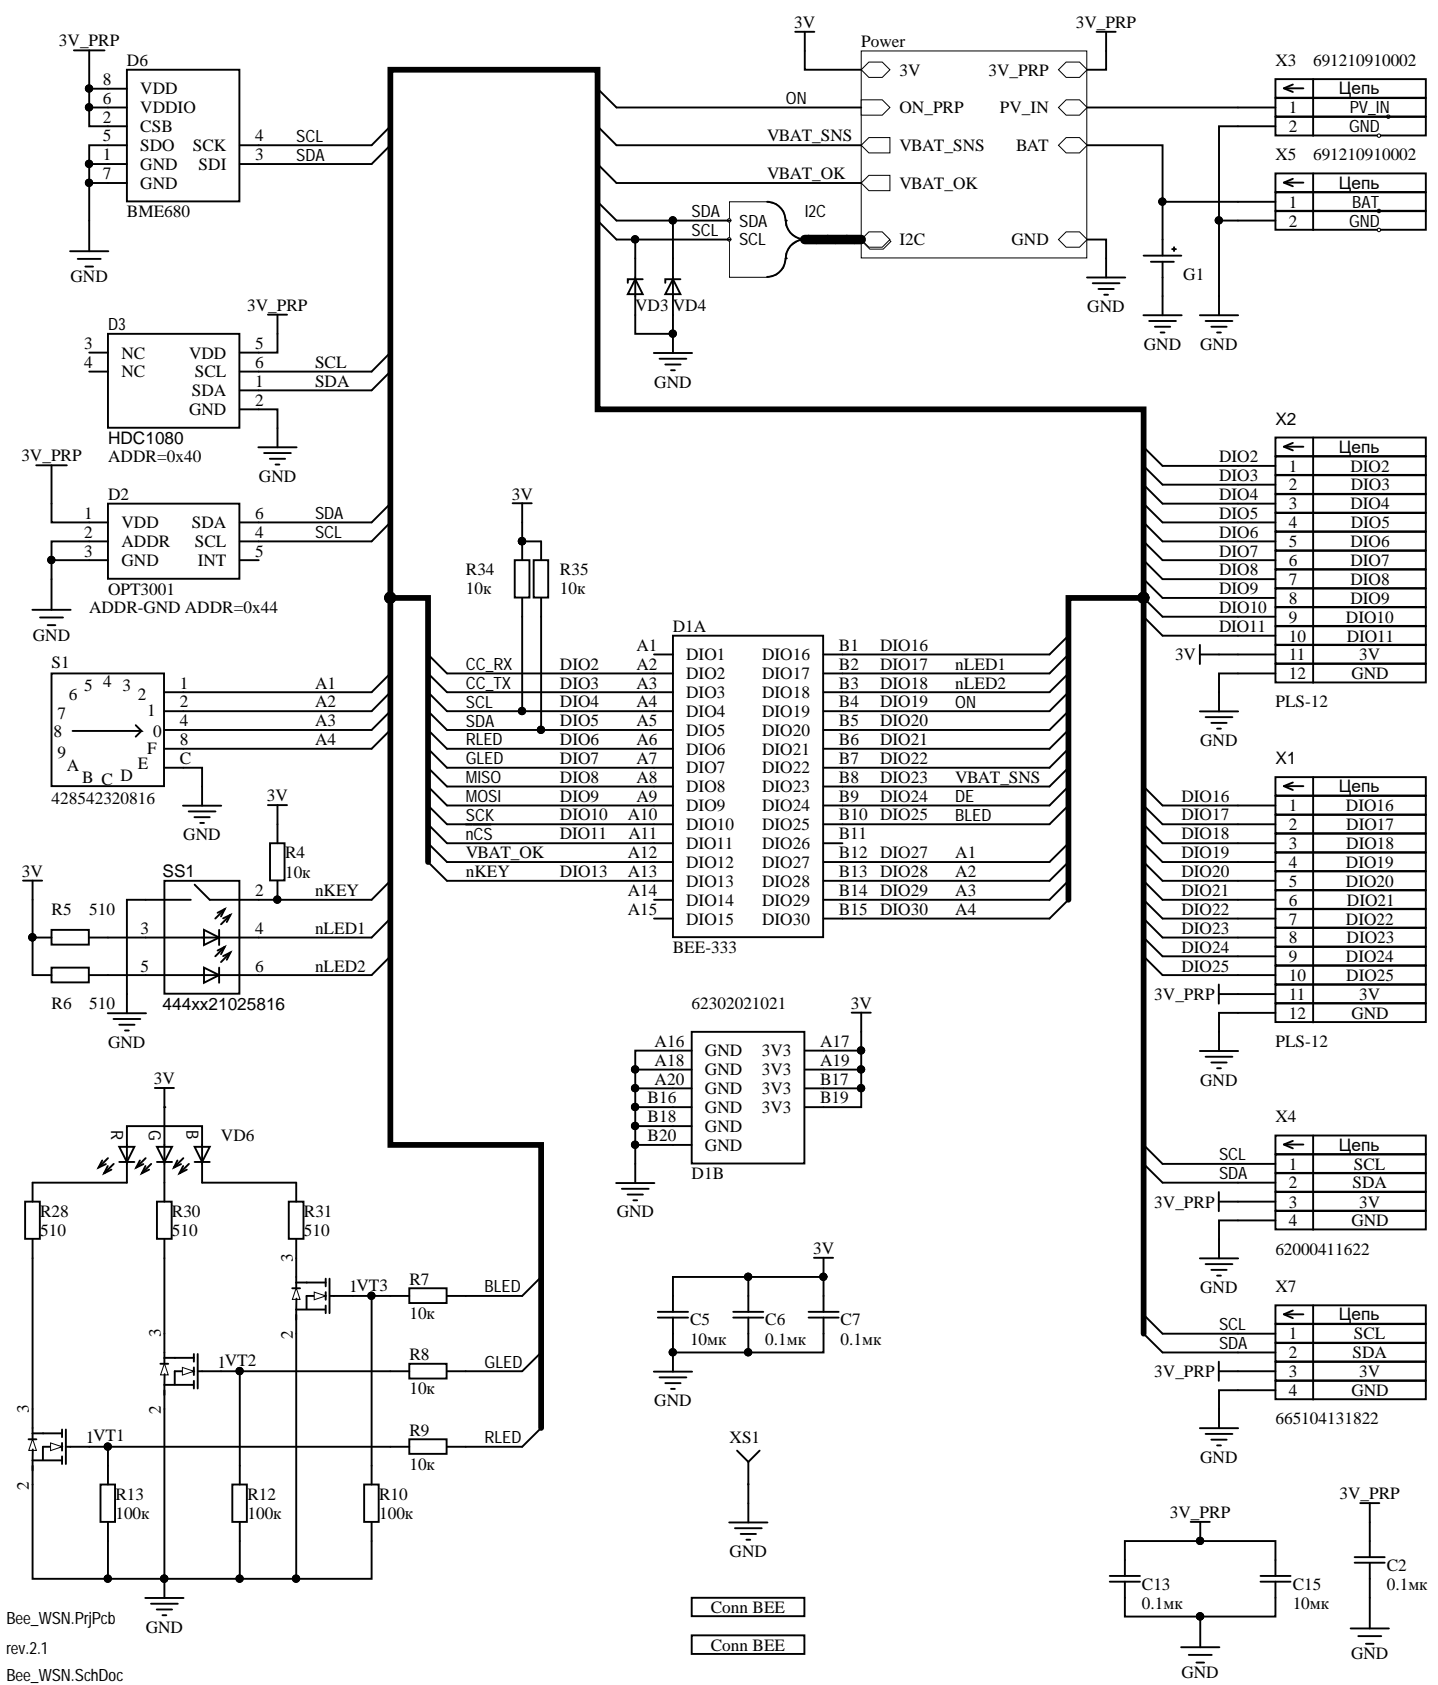 3V_PRP
D6
8 VDD
6 VDDIO
2 CSB
5 SDO SCK 4 SCL
1 GND SDI 3 SDA
7 GND
BME680
GND
3V_PRP
D3
3 NC VDD 5
4 NC SCL 6 SCL
SDA 1 SDA
GND 2
HDC1080
ADDR=0x40
GND
3V_PRP
D2
1 VDD SDA 6 SDA
2 ADDR SCL 4 SCL
3 GND INT 5
OPT3001
ADDR-GND ADDR=0x44
GND
S1
6 5 4 3 2
7 1
8 0
9 F
A B C D E
1 A1
2 A2
4 A3
8 A4
C
428542320816
GND
3V
R4
10к
3V
SS1
2 nKEY
R5 510
3 4 nLED1
5 6 nLED2
R6 510
444xx21025816
GND
3V
R G B VD6
R28
510
R30
510
R31
510
3
1 VT3
2
R7
10к
BLED
3
1 VT2
2
R8
10к
GLED
3
1 VT1
2
R9
10к
RLED
R13
100к
R12
100к
R10
100к
GND
Bee_WSN.PrjPcb
rev.2.1
Bee_WSN.SchDoc
3V
3V_PRP
Power
3V 3V_PRP
ON ON_PRP PV_IN
VBAT_SNS VBAT_SNS BAT
VBAT_OK VBAT_OK
SDA SDA I2C
SCL SCL I2C GND
VD3 VD4
GND
GND
G1
GND
GND
X3 691210910002
Цепь
1 PV_IN
2 GND
X5 691210910002
Цепь
1 BAT
2 GND
3V
R34
10к
R35
10к
D1A
A1 DIO1 DIO16 B1 DIO16
CC_RX DIO2 A2 DIO2 DIO17 B2 DIO17 nLED1
CC_TX DIO3 A3 DIO3 DIO18 B3 DIO18 nLED2
SCL DIO4 A4 DIO4 DIO19 B4 DIO19 ON
SDA DIO5 A5 DIO5 DIO20 B5 DIO20
RLED DIO6 A6 DIO6 DIO21 B6 DIO21
GLED DIO7 A7 DIO7 DIO22 B7 DIO22
MISO DIO8 A8 DIO8 DIO23 B8 DIO23 VBAT_SNS
MOSI DIO9 A9 DIO9 DIO24 B9 DIO24 DE
SCK DIO10 A10 DIO10 DIO25 B10 DIO25 BLED
nCS DIO11 A11 DIO11 DIO26 B11
VBAT_OK A12 DIO12 DIO27 B12 DIO27 A1
nKEY DIO13 A13 DIO13 DIO28 B13 DIO28 A2
A14 DIO14 DIO29 B14 DIO29 A3
A15 DIO15 DIO30 B15 DIO30 A4
BEE-333
62302021021
3V
A16 GND 3V3 A17
A18 GND 3V3 A19
A20 GND 3V3 B17
B16 GND 3V3 B19
B18 GND
B20 GND
D1B
GND
3V
C5
10мк
C6
0.1мк
C7
0.1мк
GND
XS1
GND
Conn BEE
Conn BEE
X2
Цепь
DIO2 1 DIO2
DIO3 2 DIO3
DIO4 3 DIO4
DIO5 4 DIO5
DIO6 5 DIO6
DIO7 6 DIO7
DIO8 7 DIO8
DIO9 8 DIO9
DIO10 9 DIO10
DIO11 10 DIO11
3V 11 3V
12 GND
PLS-12
GND
X1
Цепь
DIO16 1 DIO16
DIO17 2 DIO17
DIO18 3 DIO18
DIO19 4 DIO19
DIO20 5 DIO20
DIO21 6 DIO21
DIO22 7 DIO22
DIO23 8 DIO23
DIO24 9 DIO24
DIO25 10 DIO25
3V_PRP 11 3V
12 GND
PLS-12
GND
X4
Цепь
SCL 1 SCL
SDA 2 SDA
3V_PRP 3 3V
4 GND
62000411622
GND
X7
Цепь
SCL 1 SCL
SDA 2 SDA
3V_PRP 3 3V
4 GND
665104131822
GND
3V_PRP
C13
0.1мк
C15
10мк
GND
3V_PRP
C2
0.1мк
GND